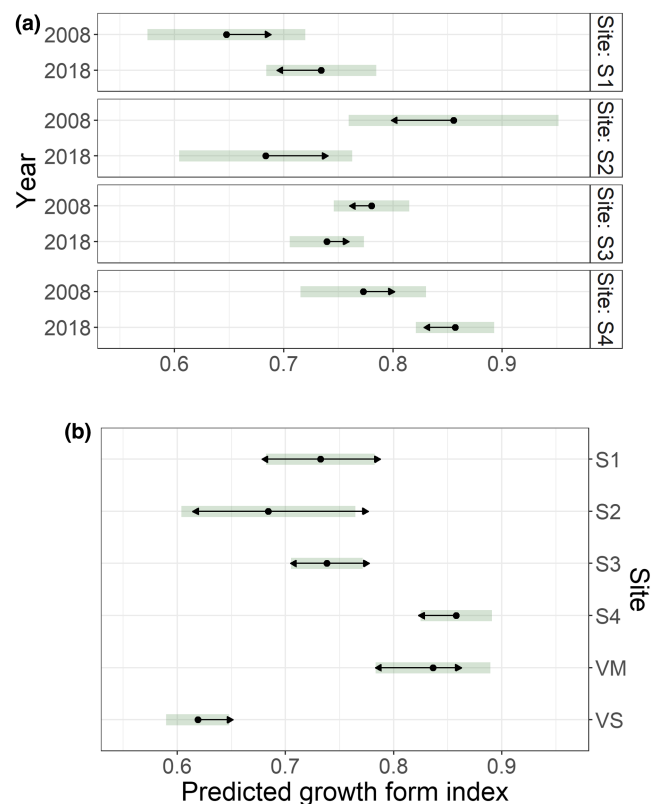 (a)
Year
2008
2018
Site: S1
2008
2018
Site: S2
2008
2018
Site: S3
2008
2018
Site: S4
0.6 0.7 0.8 0.9
(b)
S1
S2
S3
S4
VM
VS
Site
0.6 0.7 0.8 0.9
Predicted growth form index